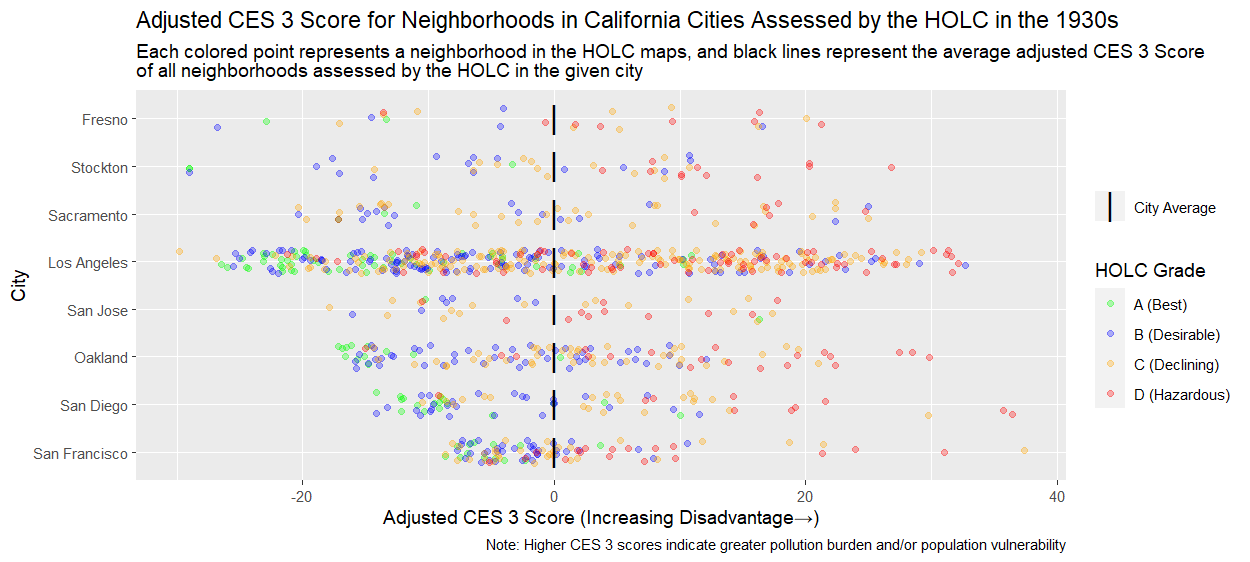 Adjusted CES 3 Score for Neighborhoods in California Cities Assessed by the HOLC in the 1930s
Each colored point represents a neighborhood in the HOLC maps, and black lines represent the average adjusted CES 3 Score
of all neighborhoods assessed by the HOLC in the given city
City
Fresno
Stockton
Sacramento
Los Angeles
San Jose
Oakland
San Diego
San Francisco
-20
0
20
40
Adjusted CES 3 Score (Increasing Disadvantage→)
Note: Higher CES 3 scores indicate greater pollution burden and/or population vulnerability
City Average
HOLC Grade
A (Best)
B (Desirable)
C (Declining)
D (Hazardous)